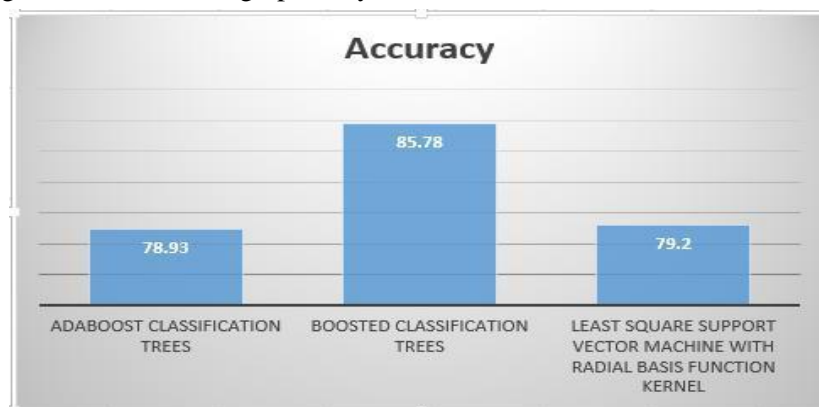 Accuracy
85.78
78.93
79.2
ADABOOST CLASSIFICATION
TREES
BOOSTED CLASSIFICATION
TREES
LEAST SQUARE SUPPORT
VECTOR MACHINE WITH
RADIAL BASIS FUNCTION
KERNEL